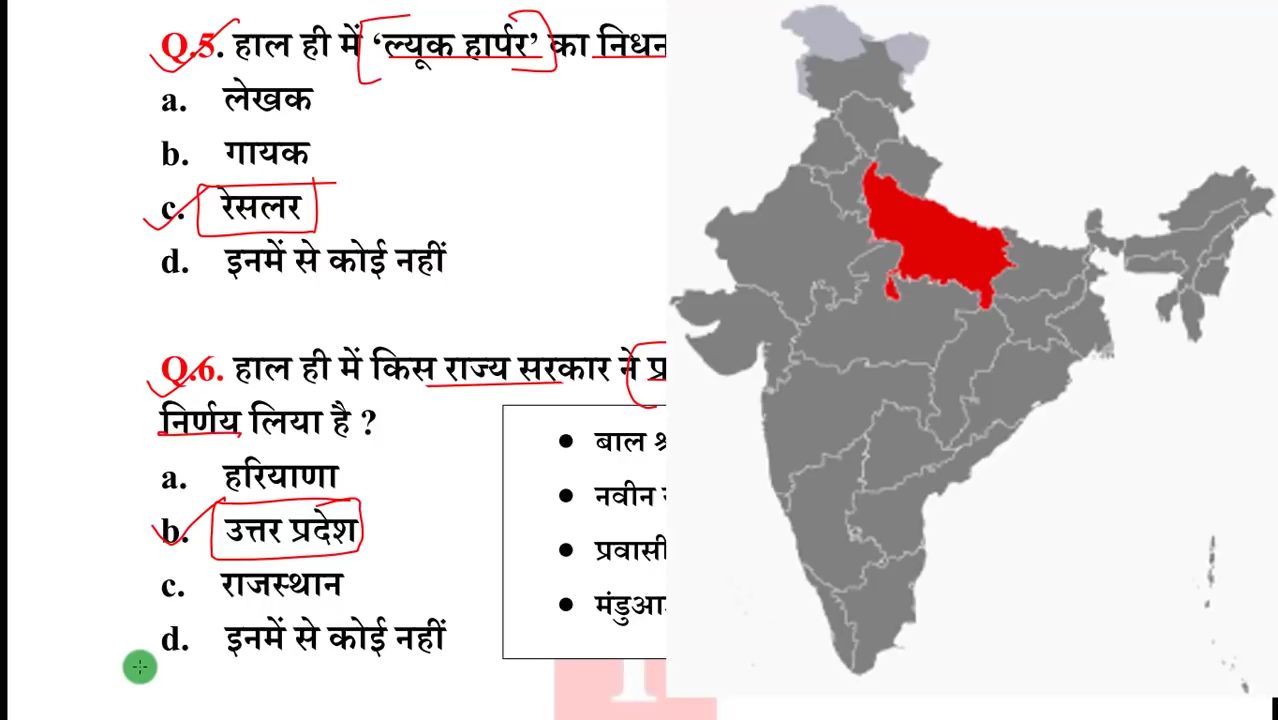 Q.5. हाल ही में ‘ल्यूक हार्पर’ का निधन
a. लेखक
b. गायक
c. रेसलर
d. इनमें से कोई नहीं
Q.6. हाल ही में किस राज्य सरकार ने
निर्णय लिया है ?
a. हरियाणा
b. उत्तर प्रदेश
c. राजस्थान
d. इनमें से कोई नहीं
• बाल
• नवीन
• प्रवासी